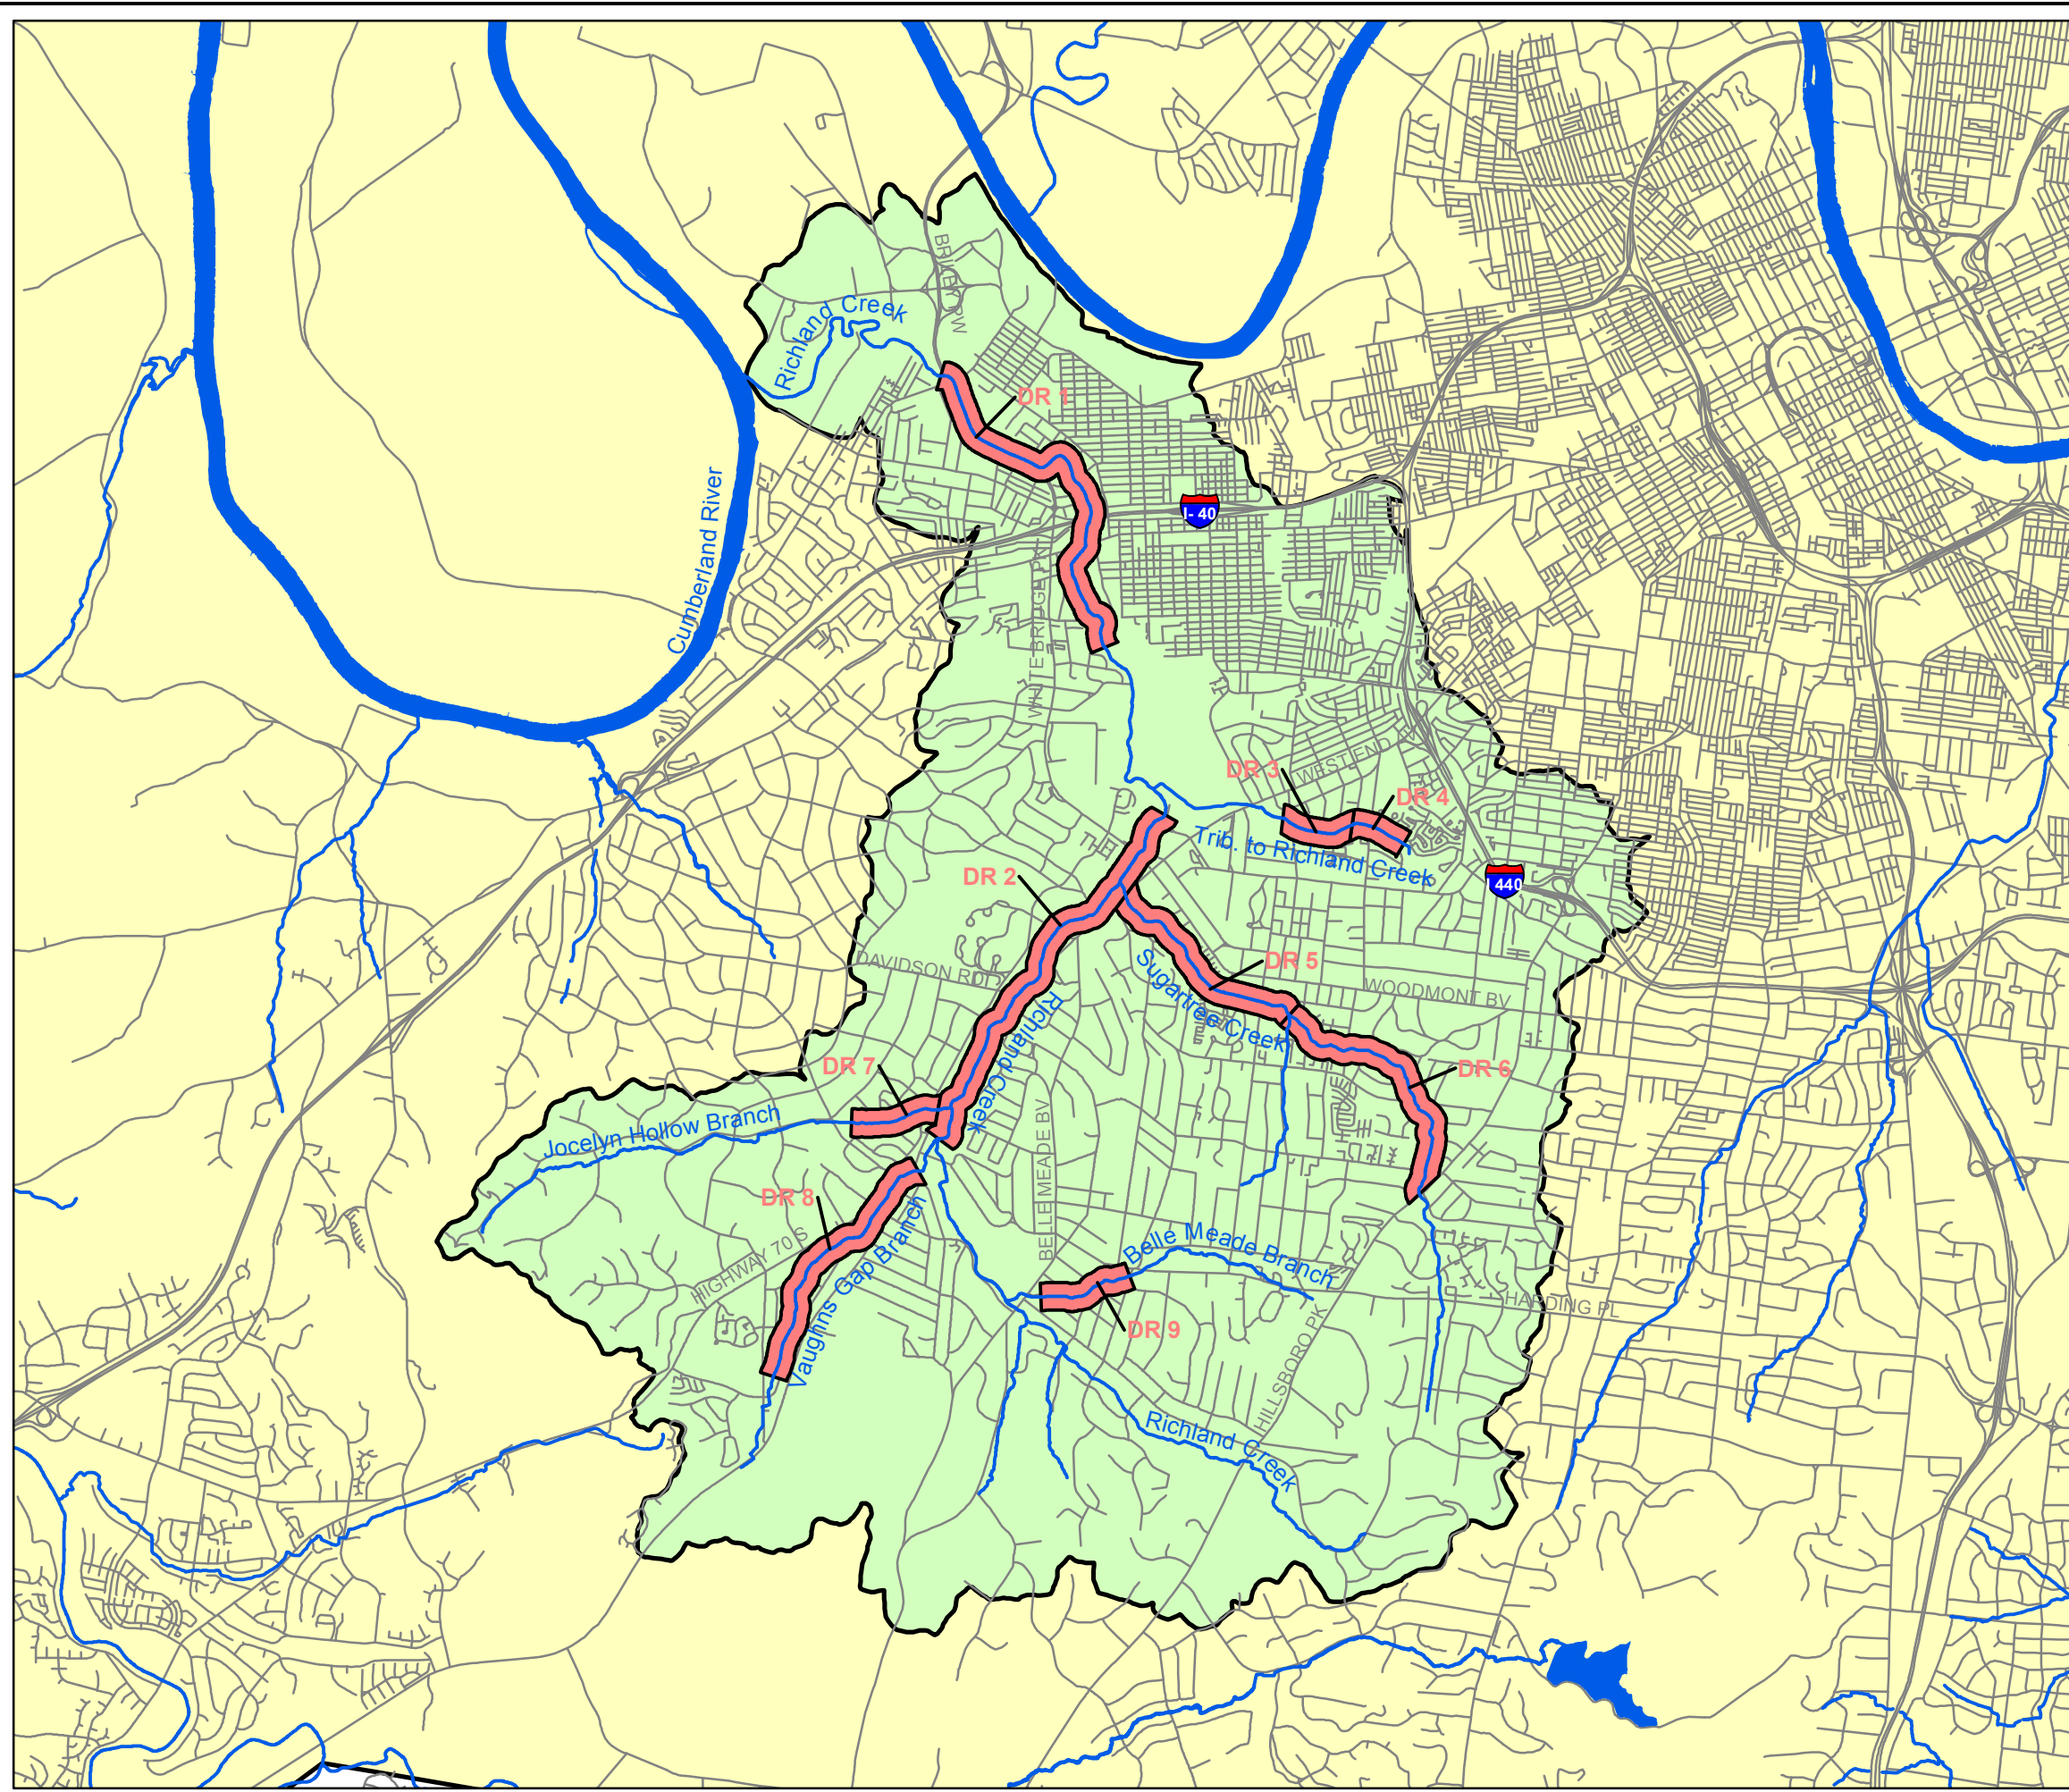 BRILEY PKW
Richland Creek
DR 1
Cumberland River
I- 40
WHITE BRIDGE PK
WEST END
DR 3
DR 4
Trib. to Richland Creek
DR 2
I 440
DAVIDSON RD
DR 5
Sugartree Creek
WOODMONT BV
Richland Creek
DR 7
DR 6
Jocelyn Hollow Branch
BELLE MEADE BV
DR 8
HIGHWAY 70 S
Vaughns Gap Branch
Belle Meade Branch
DR 9
HARDING PL
HILLSBORO PK
Richland Creek